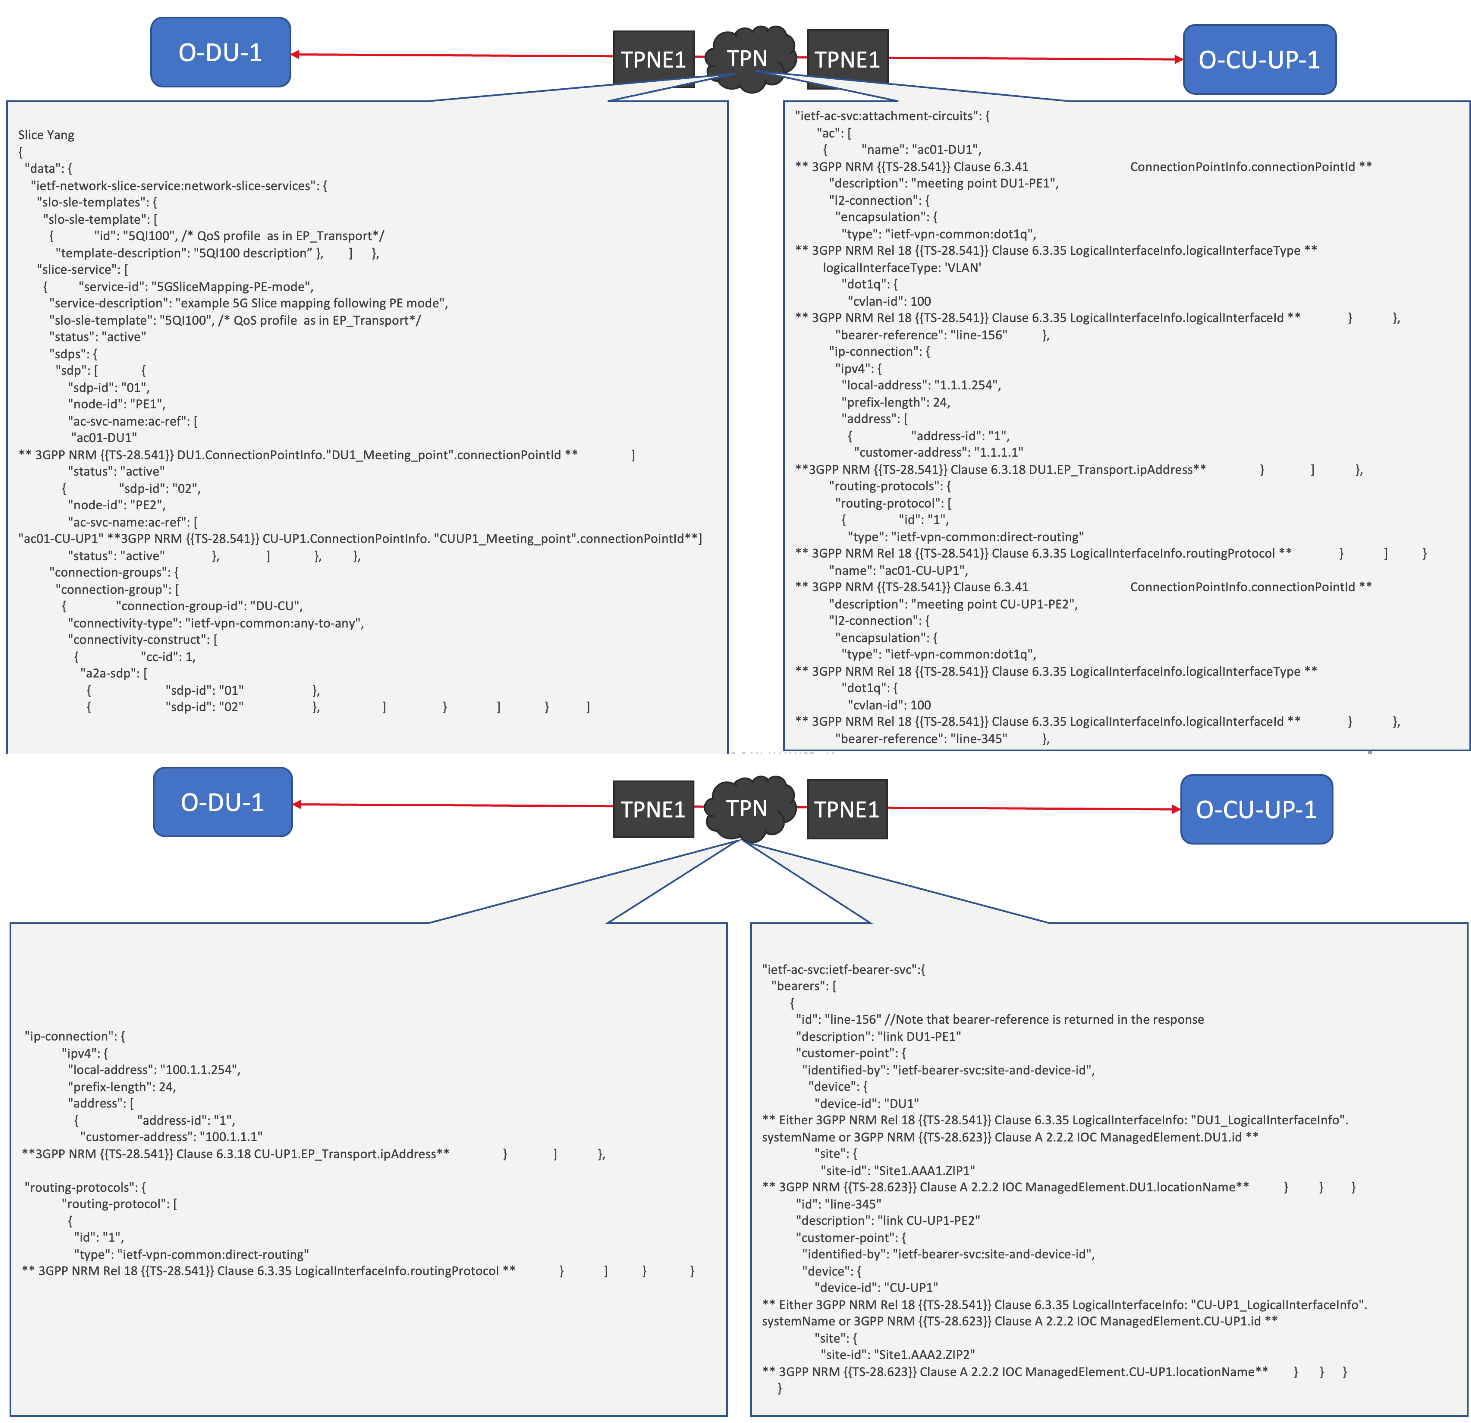 O-DU-1
TPNE1
TPN
TPNE1
O-CU-UP-1
Slice Yang
{
"data": {
"ietf-network-slice-service:network-slice-services": {
"slo-sle-templates": {
"slo-sle-template": [
{ "id": "5QI100", /* QoS profile as in EP_Transport*/
"template-description": "5QI100 description” }, ] },
"slice-service": [
{ "service-id": "5GSliceMapping-PE-mode",
"service-description": "example 5G Slice mapping following PE mode",
"slo-sle-template": "5QI100", /* QoS profile as in EP_Transport*/
"status": "active"
"sdps": {
"sdp": [ {
"sdp-id": "01",
"node-id": "PE1",
"ac-svc-name:ac-ref": [
"ac01-DU1"
** 3GPP NRM {{TS-28.541}} DU1.ConnectionPointInfo."DU1_Meeting_point".connectionPointId ** ]
"status": "active"
{ "sdp-id": "02",
"node-id": "PE2",
"ac-svc-name:ac-ref": [
"ac01-CU-UP1" **3GPP NRM {{TS-28.541}} CU-UP1.ConnectionPointInfo. "CUUP1_Meeting_point".connectionPointId**]
"status": "active" }, ] }, },
"connection-groups": {
"connection-group": [
{ "connection-group-id": "DU-CU",
"connectivity-type": "ietf-vpn-common:any-to-any",
"connectivity-construct": [
{ "cc-id": 1,
"a2a-sdp": [
{ "sdp-id": "01" },
{ "sdp-id": "02" }, ] } ] } ]
"ietf-ac-svc:attachment-circuits": {
"ac": [
{ "name": "ac01-DU1",
** 3GPP NRM {{TS-28.541}} Clause 6.3.41 ConnectionPointInfo.connectionPointId **
"description": "meeting point DU1-PE1",
"l2-connection": {
"encapsulation": {
"type": "ietf-vpn-common:dot1q",
** 3GPP NRM Rel 18 {{TS-28.541}} Clause 6.3.35 LogicalInterfaceInfo.logicalInterfaceType **
logicalInterfaceType: 'VLAN'
"dot1q": {
"cvlan-id": 100
** 3GPP NRM Rel 18 {{TS-28.541}} Clause 6.3.35 LogicalInterfaceInfo.logicalInterfaceId ** } },
"bearer-reference": "line-156" },
"ip-connection": {
"ipv4": {
"local-address": "1.1.1.254",
"prefix-length": 24,
"address": [
{ "address-id": "1",
"customer-address": "1.1.1.1"
**3GPP NRM {{TS-28.541}} Clause 6.3.18 DU1.EP_Transport.ipAddress** } ] },
"routing-protocols": {
"routing-protocol": [
{ "id": "1",
"type": "ietf-vpn-common:direct-routing"
** 3GPP NRM Rel 18 {{TS-28.541}} Clause 6.3.35 LogicalInterfaceInfo.routingProtocol ** } ] }
"name": "ac01-CU-UP1",
** 3GPP NRM {{TS-28.541}} Clause 6.3.41 ConnectionPointInfo.connectionPointId **
"description": "meeting point CU-UP1-PE2",
"l2-connection": {
"encapsulation": {
"type": "ietf-vpn-common:dot1q",
** 3GPP NRM Rel 18 {{TS-28.541}} Clause 6.3.35 LogicalInterfaceInfo.logicalInterfaceType **
"dot1q": {
"cvlan-id": 100
** 3GPP NRM Rel 18 {{TS-28.541}} Clause 6.3.35 LogicalInterfaceInfo.logicalInterfaceId ** } },
"bearer-reference": "line-345" },
O-DU-1
TPNE1
TPN
TPNE1
O-CU-UP-1
"ip-connection": {
"ipv4": {
"local-address": "100.1.1.254",
"prefix-length": 24,
"address": [
{ "address-id": "1",
"customer-address": "100.1.1.1"
**3GPP NRM {{TS-28.541}} Clause 6.3.18 CU-UP1.EP_Transport.ipAddress** } ] },
"routing-protocols": {
"routing-protocol": [
{
"id": "1",
"type": "ietf-vpn-common:direct-routing"
** 3GPP NRM Rel 18 {{TS-28.541}} Clause 6.3.35 LogicalInterfaceInfo.routingProtocol ** } ] } }
"ietf-ac-svc:ietf-bearer-svc":{
"bearers": [
{
"id": "line-156" //Note that bearer-reference is returned in the response
"description": "link DU1-PE1"
"customer-point": {
"identified-by": "ietf-bearer-svc:site-and-device-id",
"device": {
"device-id": "DU1"
** Either 3GPP NRM Rel 18 {{TS-28.541}} Clause 6.3.35 LogicalInterfaceInfo: "DU1_LogicalInterfaceInfo".
systemName or 3GPP NRM {{TS-28.623}} Clause A 2.2.2 IOC ManagedElement.DU1.id **
"site": {
"site-id": "Site1.AAA1.ZIP1"
** 3GPP NRM {{TS-28.623}} Clause A 2.2.2 IOC ManagedElement.DU1.locationName** } } }
"id": "line-345"
"description": "link CU-UP1-PE2"
"customer-point": {
"identified-by": "ietf-bearer-svc:site-and-device-id",
"device": {
"device-id": "CU-UP1"
** Either 3GPP NRM Rel 18 {{TS-28.541}} Clause 6.3.35 LogicalInterfaceInfo: "CU-UP1_LogicalInterfaceInfo".
systemName or 3GPP NRM {{TS-28.623}} Clause A 2.2.2 IOC ManagedElement.CU-UP1.id **
"site": {
"site-id": "Site1.AAA2.ZIP2"
** 3GPP NRM {{TS-28.623}} Clause A 2.2.2 IOC ManagedElement.CU-UP1.locationName** } } }
}